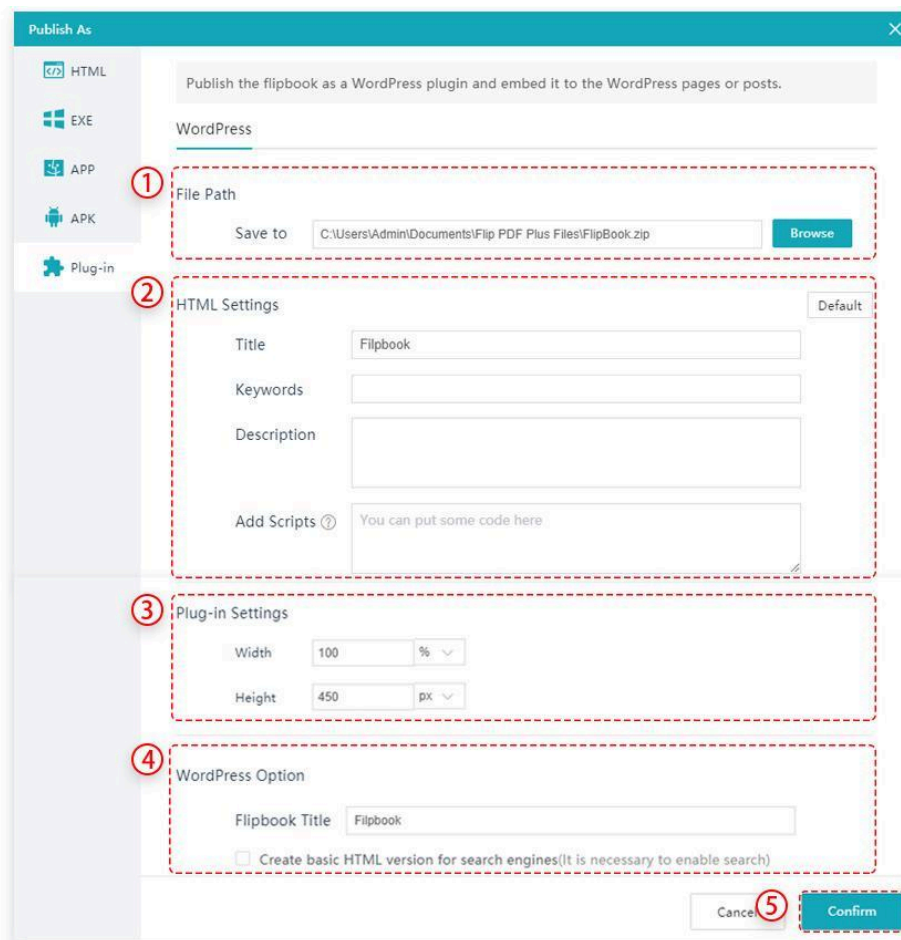 Publish As
HTML
EXE
APP
APK
Plug-in
Publish the flipbook as a WordPress plugin and embed it to the WordPress pages or posts.
WordPress
1
File Path
Save to C:\Users\Admin\Documents\Flip PDF Plus Files\FlipBook.zip Browse
2
HTML Settings Default
Title Filpbook
Keywords
Description
Add Scripts ? You can put some code here
3
Plug-in Settings
Width 100 %
Height 450 px
4
WordPress Option
Flipbook Title Filpbook
Create basic HTML version for search engines(It is necessary to enable search)
Cancel 5 Confirm